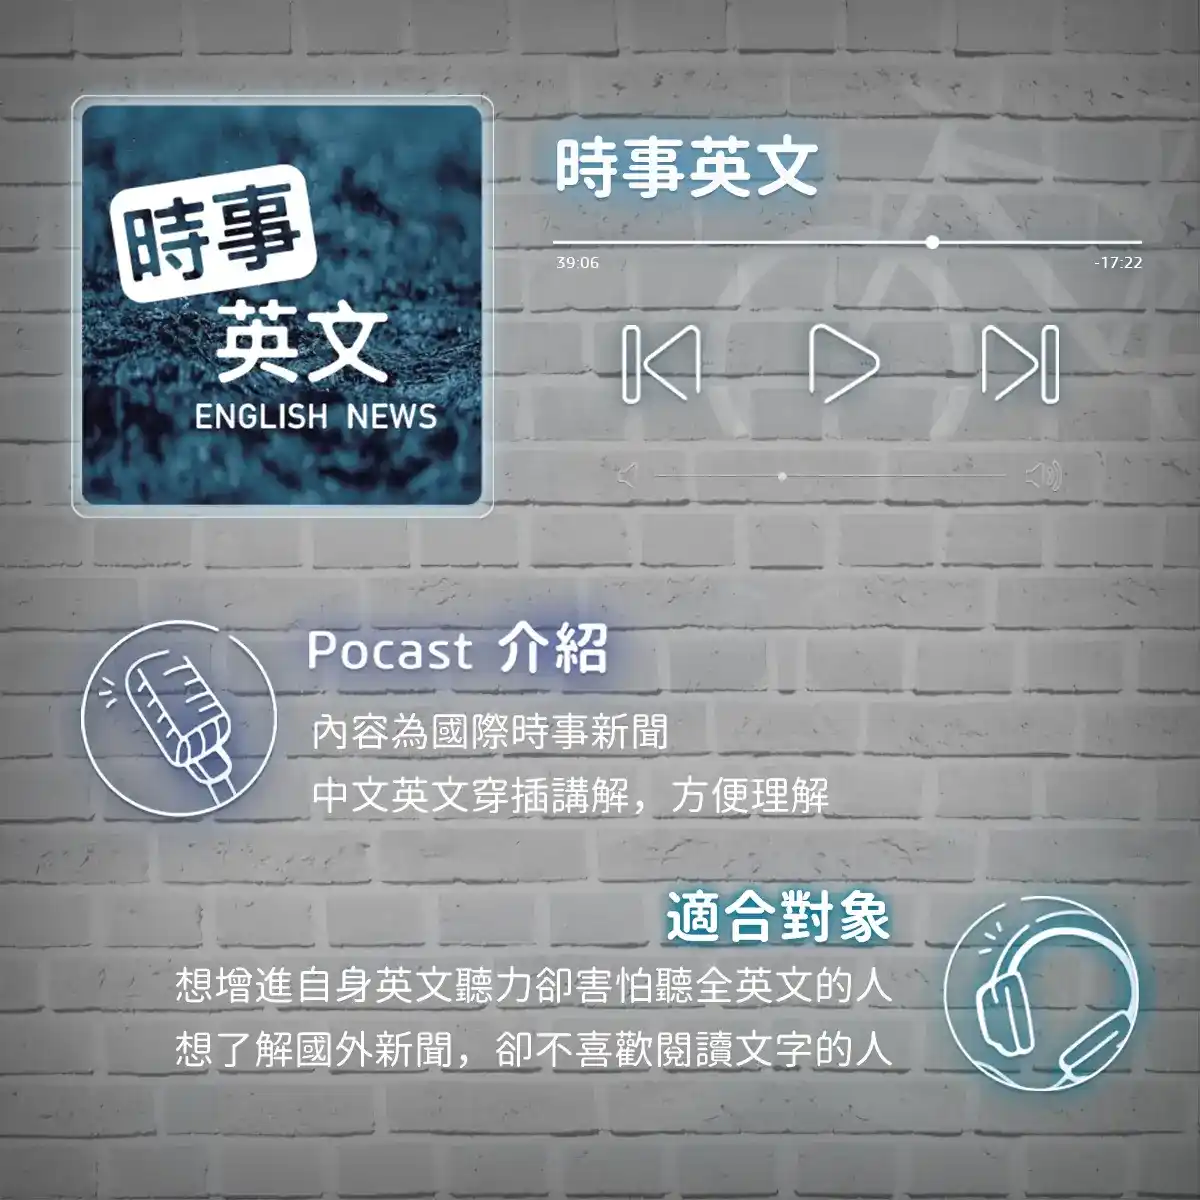 時事
英文
ENGLISH NEWS
時事英文
39:06
-17:22
Pocast 介紹
內容為國際時事新聞
中文英文穿插講解，方便理解
適合對象
想增進自身英文聽力卻害怕聽全英文的人
想了解國外新聞，卻不喜歡閱讀文字的人